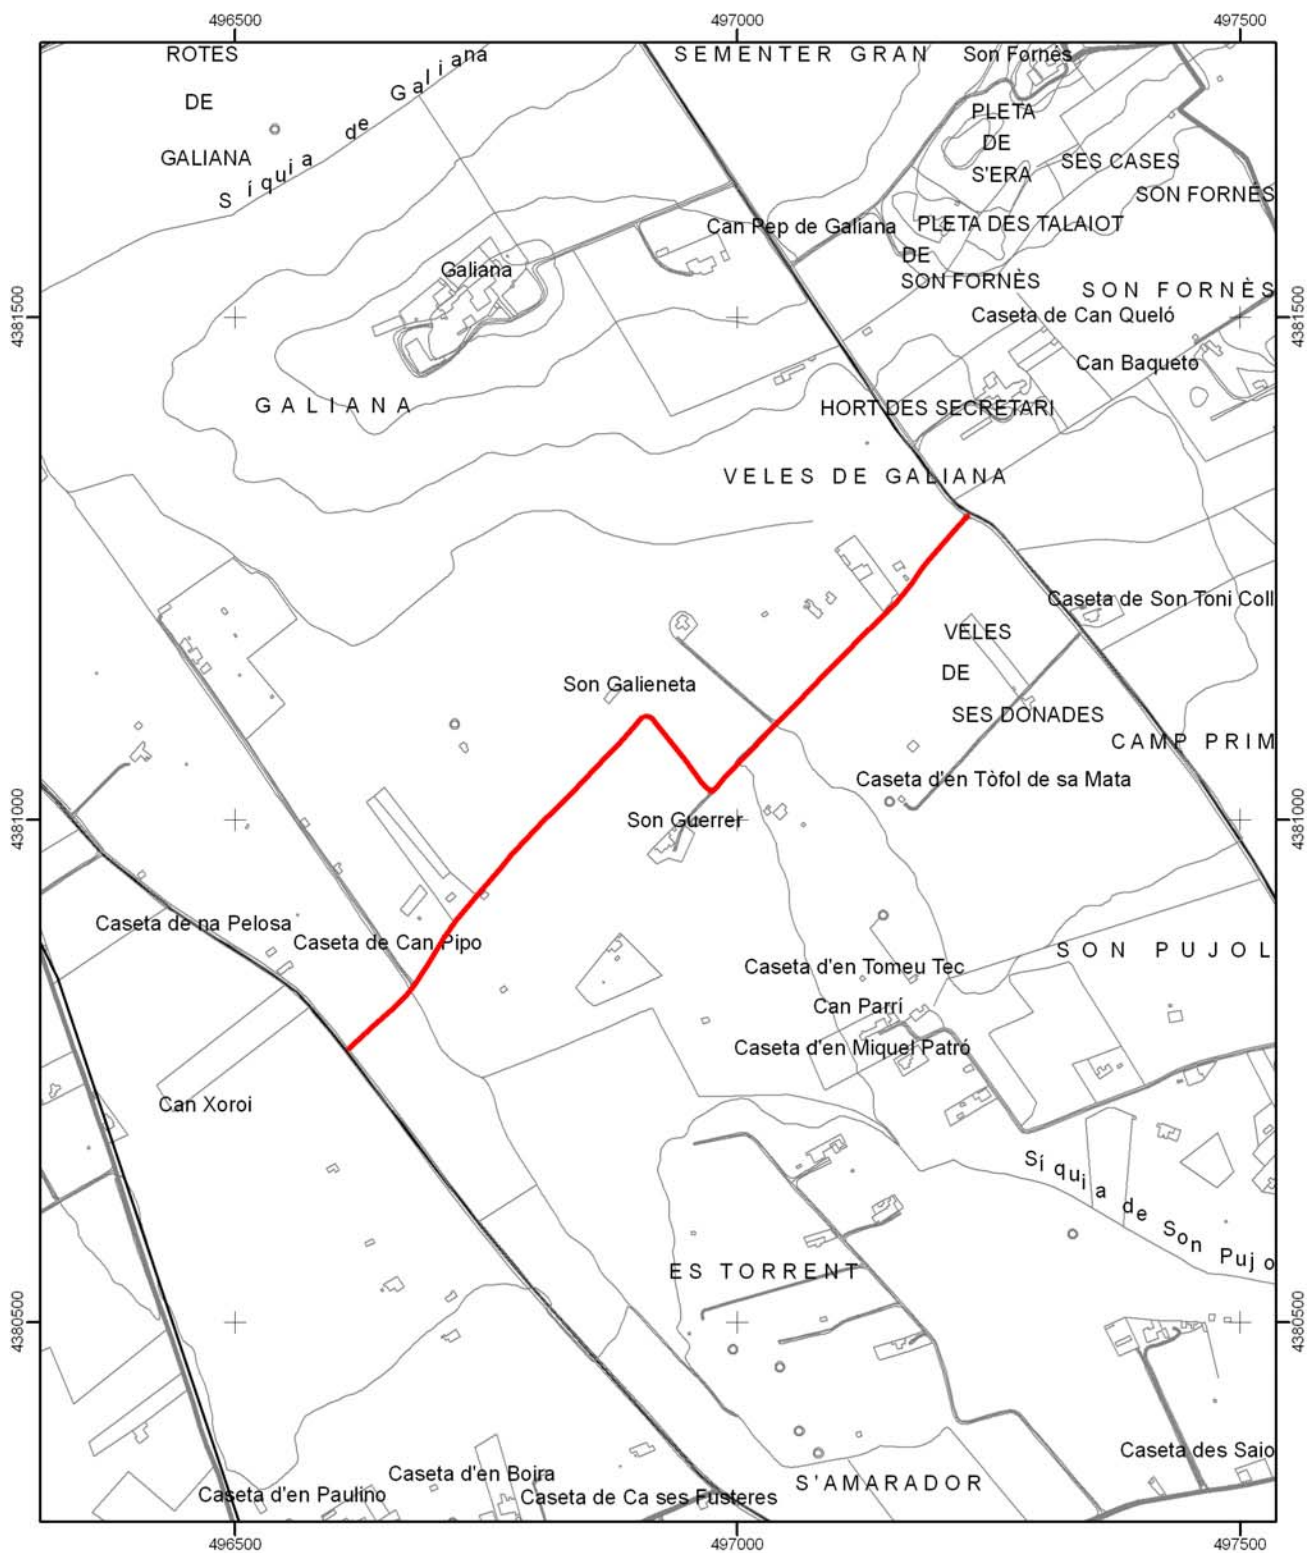 496500
497000
497500
ROTES
DE
GALIANA
Síquia de Galiana
SEMENTER GRAN
Son Fornés
PLETA
DE
S'ERA
SES CASES
SON FORNÈS
Can Pep de Galiana
PLETA DES TALAIOT
DE
SON FORNÈS
Galiana
SON FORNÈS
4381500
4381500
Caseta de Can Queló
Can Baqueto
GALIANA
HORT DES SECRETARI
VELES DE GALIANA
Caseta de Son Toni Coll
VELES
DE
SES DONADES
Son Galieneta
CAMP PRIM
Caseta d'en Tòfol de sa Mata
4381000
Son Guerrer
4381000
Caseta de na Pelosa
Caseta de Can Pipo
SON PUJOL
Caseta d'en Tomeu Tec
Can Parrí
Caseta d'en Miquel Patró
Can Xoroi
Síquia de Son Pujo
ES TORRENT
4380500
4380500
Caseta des Saio
Caseta d'en Boira
S'AMARADOR
Caseta d'en Paulino
Caseta de Ca ses Fusteres
496500
497000
497500